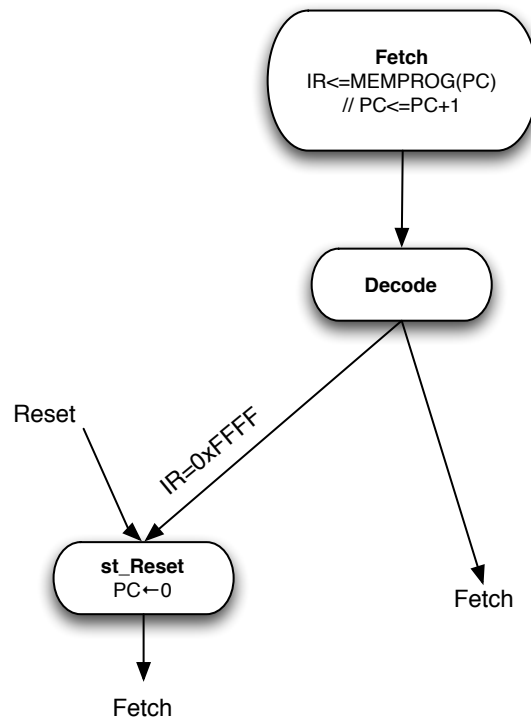 Fetch
IR<=MEMPROG(PC)
// PC<=PC+1
Decode
Reset
IR=0xFFFF
st_Reset
PC←0
Fetch
Fetch